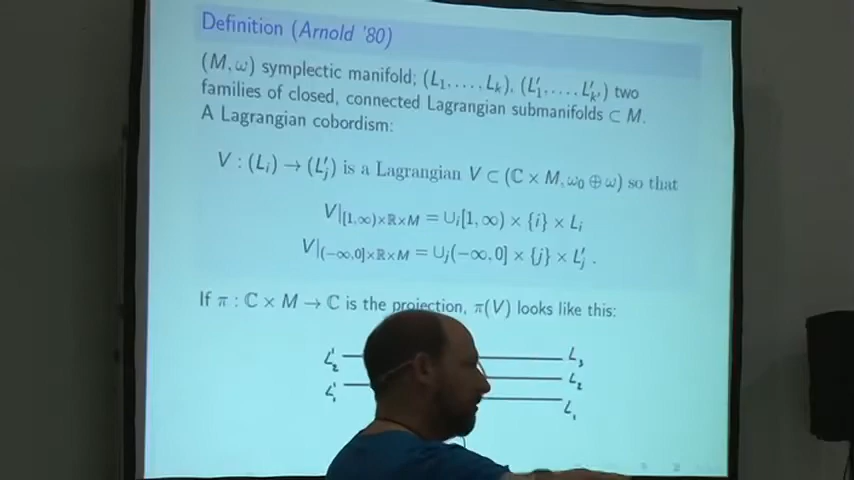 Definition (Arnold '80)
(M, ω) symplectic manifold; (L₁, . . . , Lₖ), (L′₁, . . . , L′ₖ′) two
families of closed, connected Lagrangian submanifolds ⊂ M.
A Lagrangian cobordism:
V : (Lᵢ) → (L′ⱼ) is a Lagrangian V ⊂ (ℂ × M, ω₀ ⊕ ω) so that
V|[1,∞)×ℝ×M = ∪ᵢ[1, ∞) × {i} × Lᵢ
V|(−∞,0]×ℝ×M = ∪ⱼ(−∞, 0] × {j} × L′ⱼ .
If π : ℂ × M → ℂ is the projection, π(V) looks like this:
L′₂ L₃
L₂
L′₁
L₁